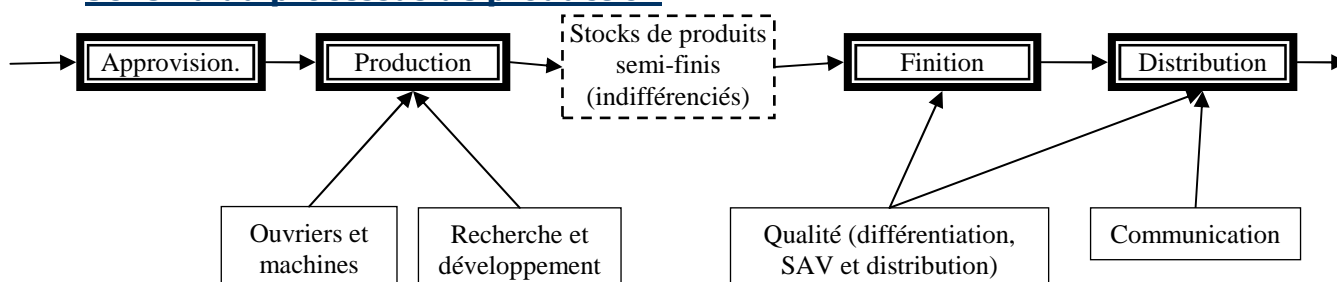 Approvision.
Production
Stocks de produits
semi-finis
(indifférenciés)
Finition
Distribution
Ouvriers et
machines
Recherche et
développement
Qualité (différentiation,
SAV et distribution)
Communication